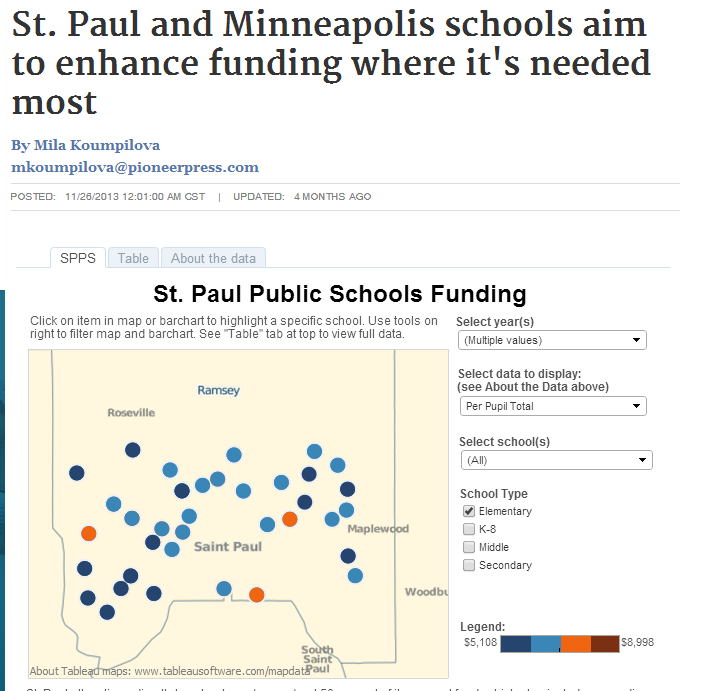 St. Paul and Minneapolis schools aim
to enhance funding where it's needed
most
By Mila Koumpilova
mkoumpilova@pioneerpress.com
POSTED: 11/26/2013 12:01:00 AM CST | UPDATED: 4 MONTHS AGO
SPPS Table About the data
St. Paul Public Schools Funding
Click on item in map or barchart to highlight a specific school. Use tools on
right to filter map and barchart. See "Table" tab at top to view full data.
Select year(s)
(Multiple values)
Select data to display:
(see About the Data above)
Per Pupil Total
Select school(s)
(All)
School Type
Elementary
K-8
Middle
Secondary
Legend:
$5,108 $8,998
Ramsey
Roseville
Maplewood
Saint Paul
Woodbu
South
Saint
Paul
About Tableau maps: www.tableausoftware.com/mapdata